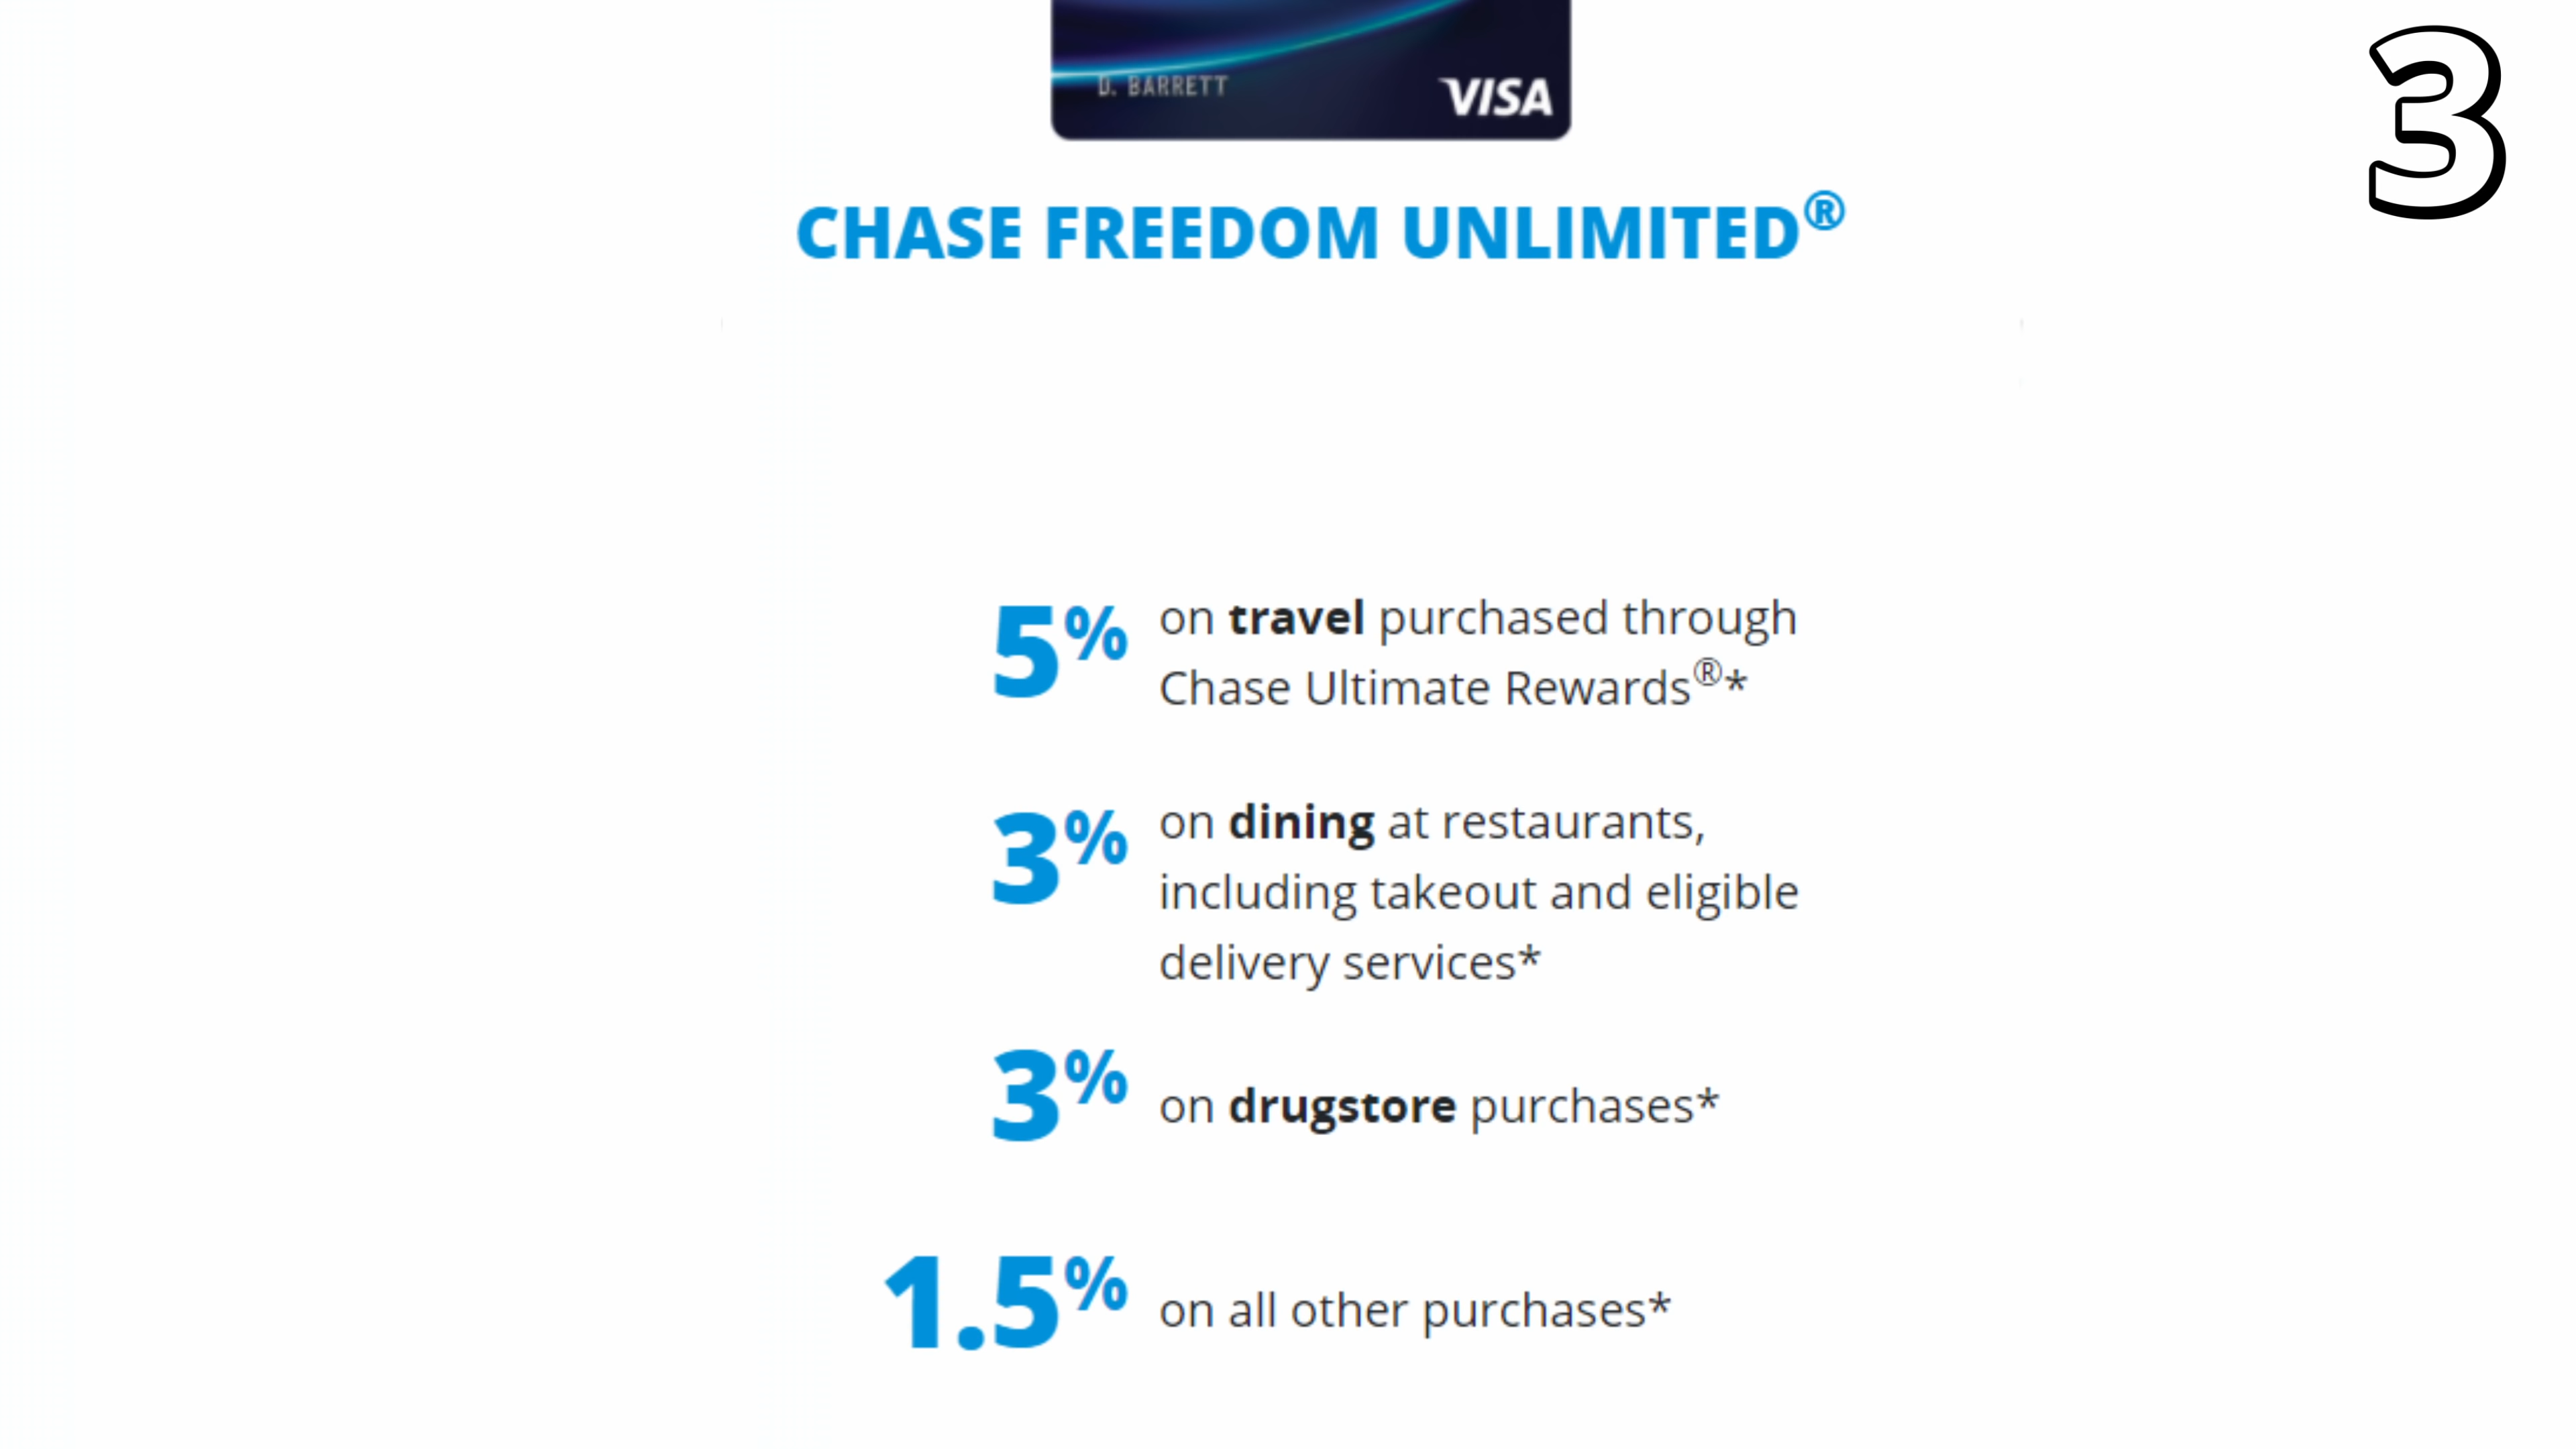 D. BARRETT
VISA
3
CHASE FREEDOM UNLIMITED®
5% on travel purchased through
Chase Ultimate Rewards®*
3% on dining at restaurants,
including takeout and eligible
delivery services*
3% on drugstore purchases*
1.5% on all other purchases*